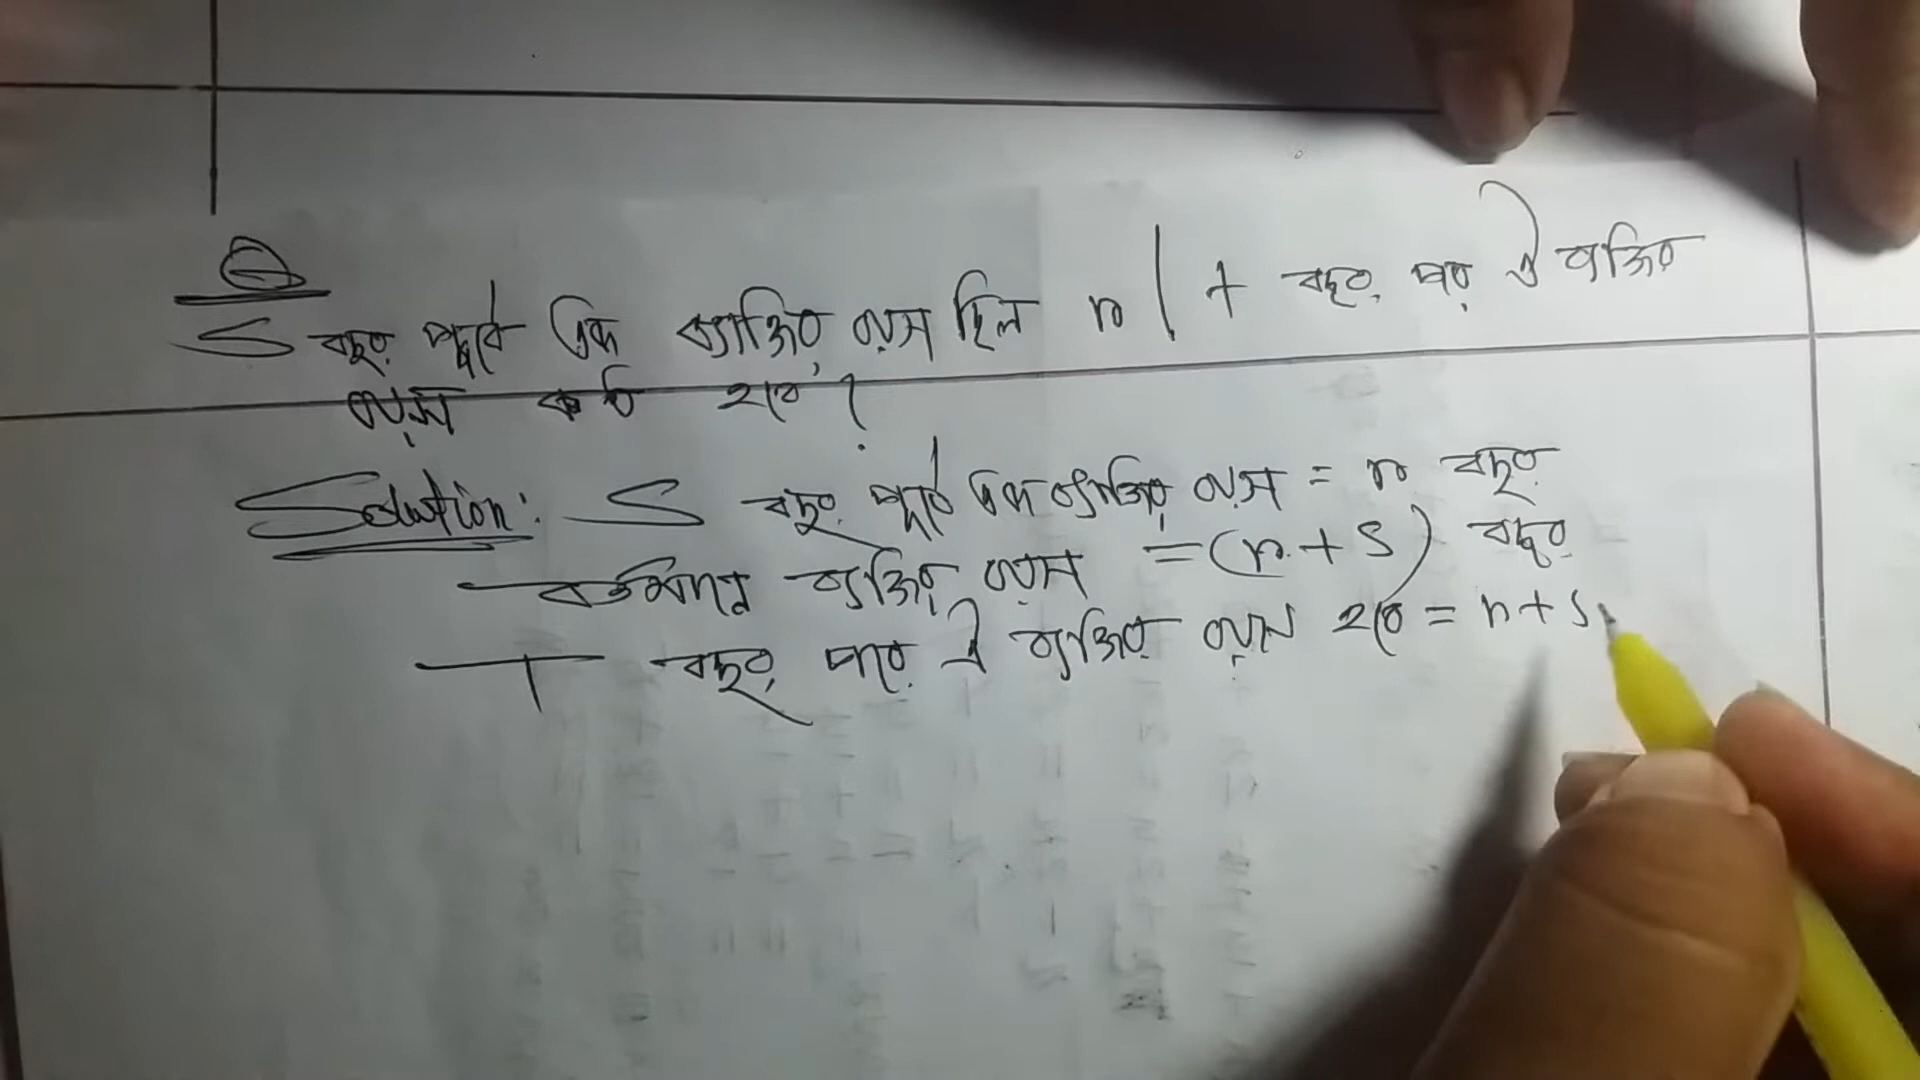 Q
S বছর পূর্বে এক ব্যক্তির বয়স ছিল n | t বছর পর ঐ ব্যক্তির
বয়স কত হবে ?
Solution: S বছর পূর্বে এক ব্যক্তির বয়স = n বছর
বর্তমানে ব্যক্তির বয়স = (n + S) বছর
T বছর পরে ঐ ব্যক্তির বয়স হবে = n + S